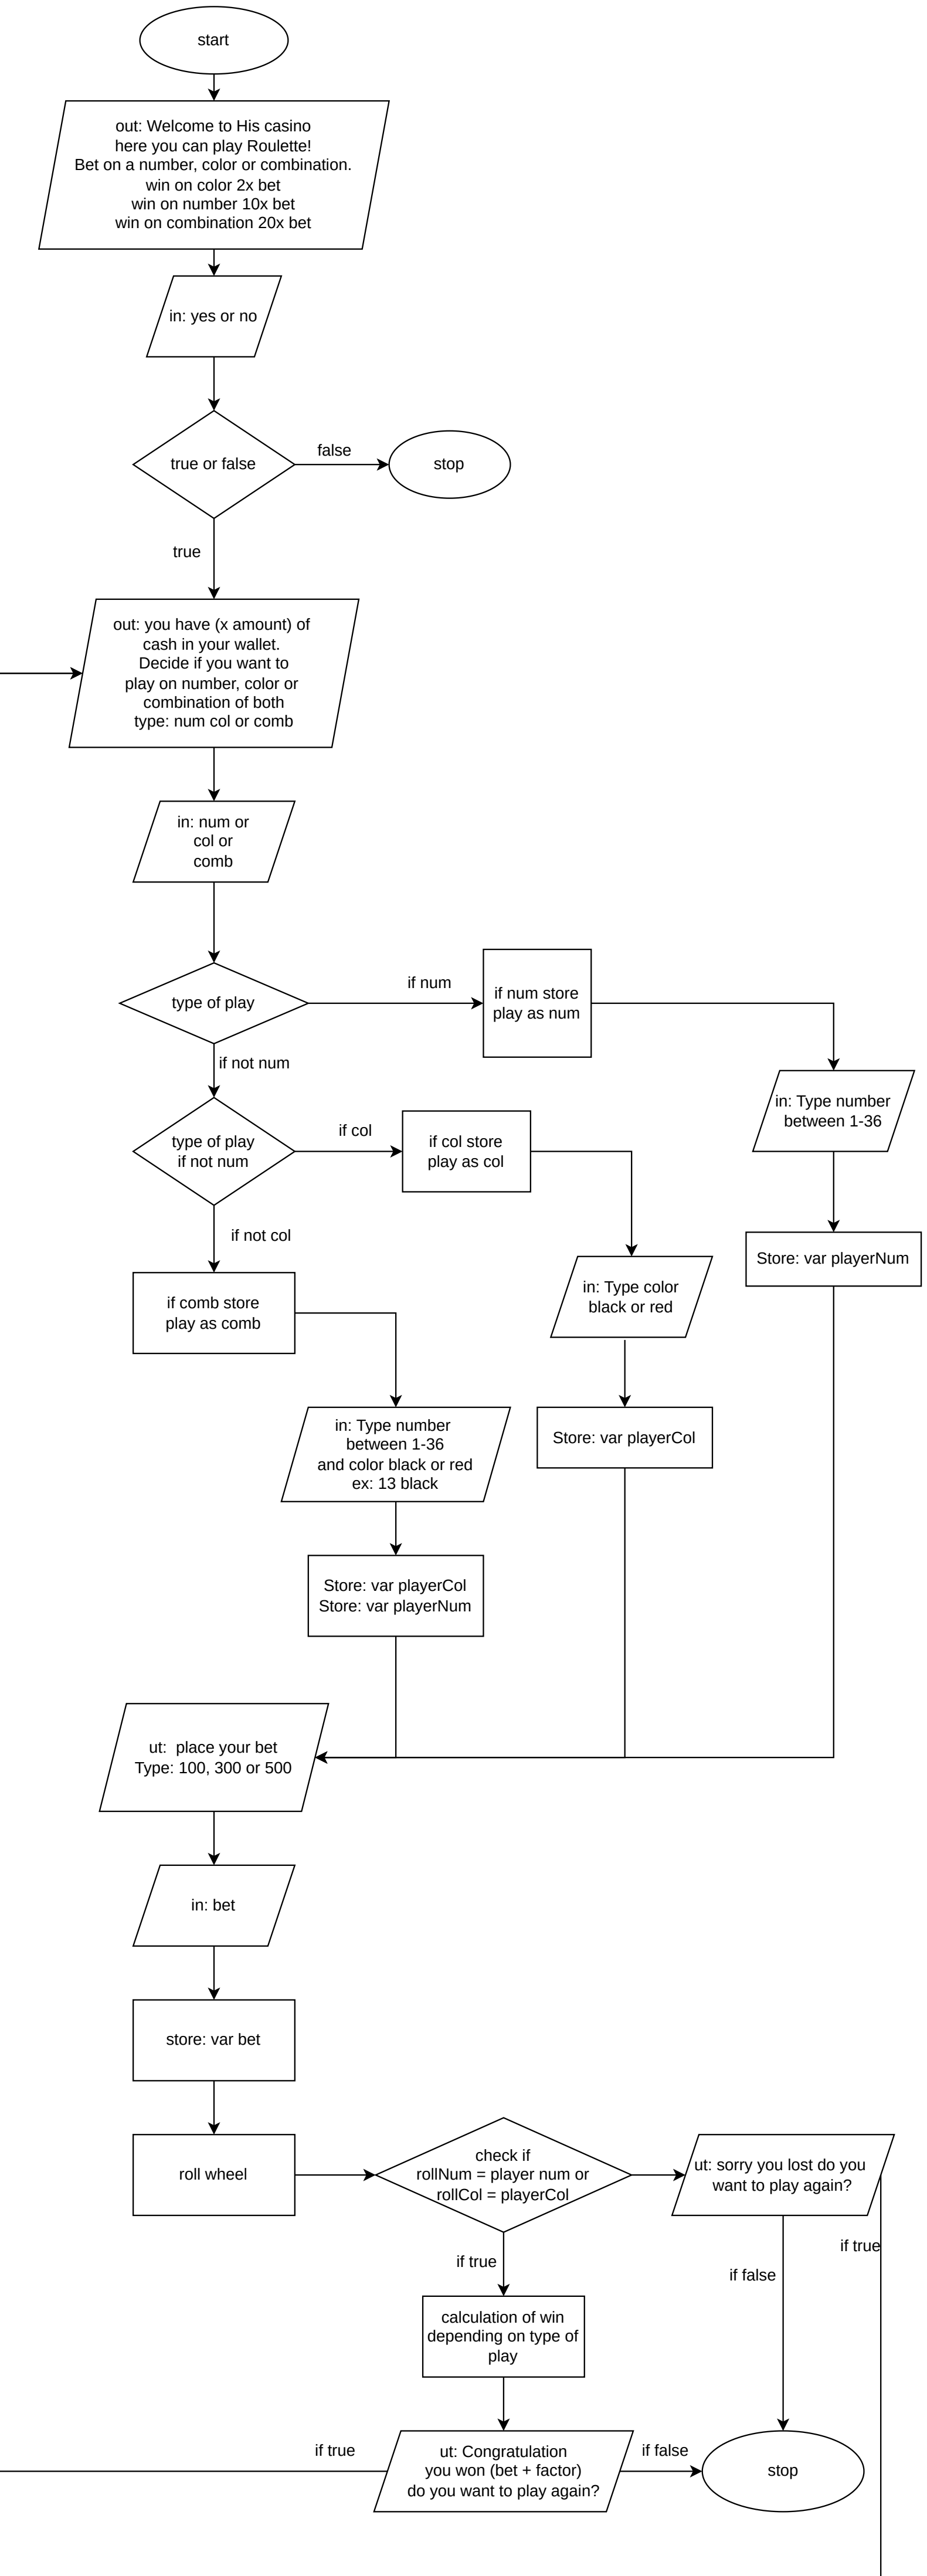 start
out: Welcome to His casino
here you can play Roulette!
Bet on a number, color or combination.
win on color 2x bet
win on number 10x bet
win on combination 20x bet
in: yes or no
true or false
false
stop
true
out: you have (x amount) of
cash in your wallet.
Decide if you want to
play on number, color or
combination of both
type: num col or comb
in: num or
col or
comb
type of play
if num
if num store
play as num
if not num
in: Type number
between 1-36
type of play
if not num
if col
if col store
play as col
if not col
Store: var playerNum
in: Type color
black or red
if comb store
play as comb
in: Type number
between 1-36
and color black or red
ex: 13 black
Store: var playerCol
Store: var playerCol
Store: var playerNum
ut:  place your bet
Type: 100, 300 or 500
in: bet
store: var bet
roll wheel
check if
rollNum = player num or
rollCol = playerCol
ut: sorry you lost do you
want to play again?
if true
if true
if false
calculation of win
depending on type of
play
if true
ut: Congratulation
you won (bet + factor)
do you want to play again?
if false
stop